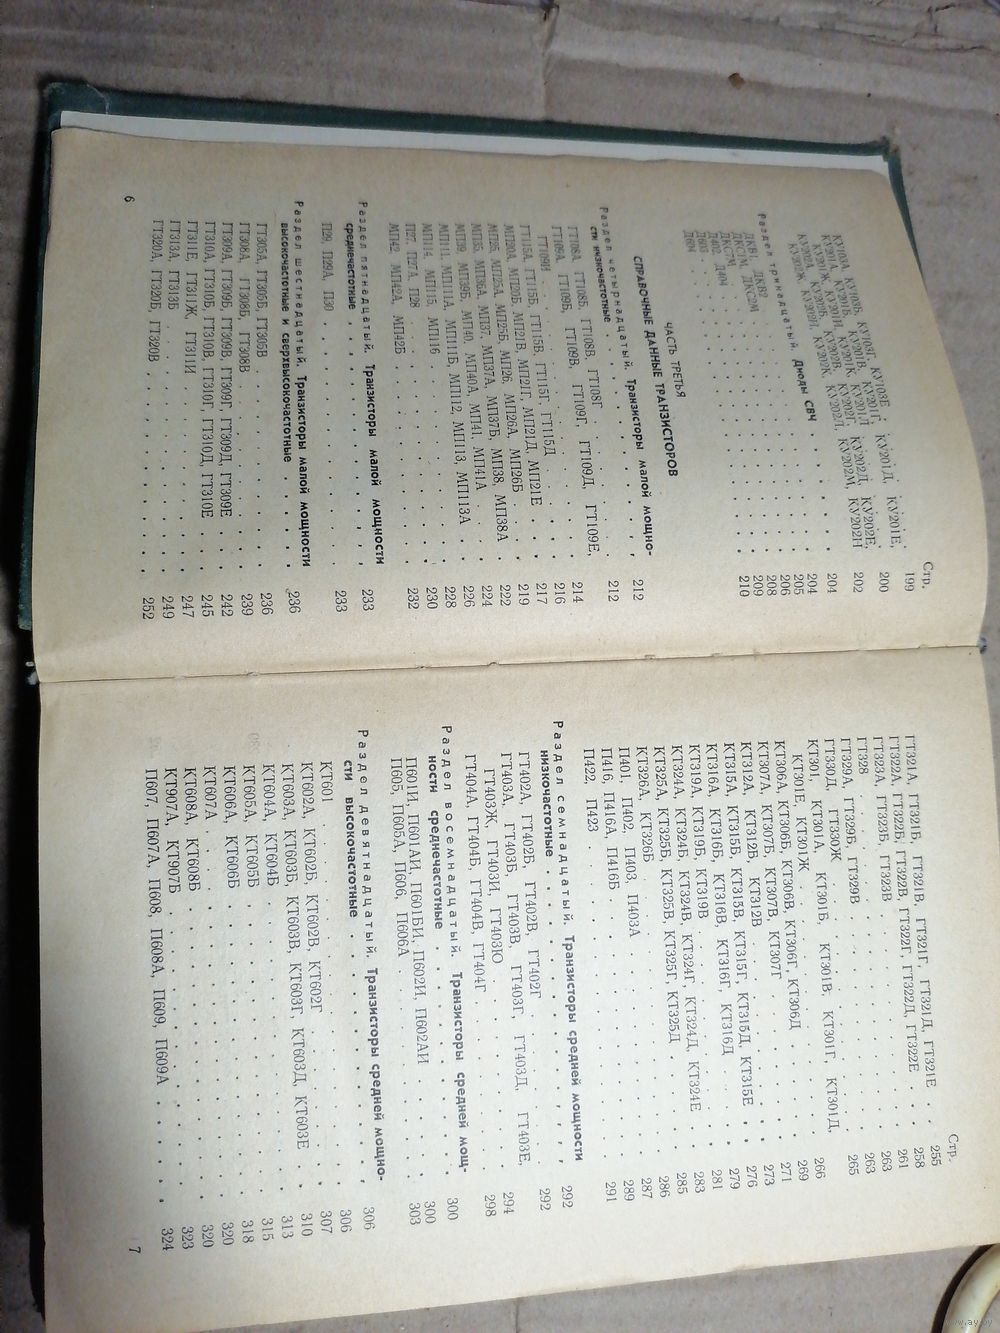 Стр.
КУ103А, КУ103Б, КУ103Г, КУ103Е . 199
КУ201А, КУ201Б, КУ201В, КУ201Г, КУ201Д, КУ201Е,
КУ201Ж, КУ201И, КУ201К, КУ201Л . 200
КУ202А, КУ202Б, КУ202В, КУ202Г, КУ202Д, КУ202Е,
КУ202Ж, КУ202И, КУ202К, КУ202Л, КУ202М, КУ202Н 202
Раздел тринадцатый. Диоды СВЧ . . . . 204
ДКВ1, ДКВ2 . . . . 204
ДКС1М, ДКС2М . . . . 205
ДКС7М . . . . 206
Д402, Д404 . . . . 208
Д603 . . . . 209
Д604 . . . . 210
ЧАСТЬ ТРЕТЬЯ
СПРАВОЧНЫЕ ДАННЫЕ ТРАНЗИСТОРОВ 212
Раздел четырнадцатый. Транзисторы малой мощно-
сти низкочастотные . . . . 212
ГТ108А, ГТ108Б, ГТ108В, ГТ108Г . . . . 214
ГТ109А, ГТ109Б, ГТ109В, ГТ109Г, ГТ109Д, ГТ109Е,
ГТ109И . . . . 216
ГТ115А, ГТ115Б, ГТ115В, ГТ115Г, ГТ115Д . . 217
МП20А, МП20Б, МП21В, МП21Г, МП21Д, МП21Е . 219
МП25, МП25А, МП25Б, МП26, МП26А, МП26Б . . 222
МП35, МП36А, МП37, МП37А, МП37Б, МП38, МП38А 224
МП39, МП39Б, МП40, МП40А, МП41, МП41А . . 226
МП111, МП111А, МП111Б, МП112, МП113, МП113А . 228
МП114, МП115, МП116 . . . . 230
П27, П27А, П28 . . . . 232
МП42, МП42А, МП42Б . . . .
Раздел пятнадцатый. Транзисторы малой мощности
среднечастотные . . . . 233
П29, П29А, П30 . . . . 233
Раздел шестнадцатый. Транзисторы малой мощности
высокочастотные и сверхвысокочастотные . . . . 236
ГТ305А, ГТ305Б, ГТ305В . . . . 236
ГТ308А, ГТ308Б, ГТ308В . . . . 239
ГТ309А, ГТ309Б, ГТ309В, ГТ309Г, ГТ309Д, ГТ309Е . 242
ГТ310А, ГТ310Б, ГТ310В, ГТ310Г, ГТ310Д, ГТ310Е . 245
ГТ311Е, ГТ311Ж, ГТ311И . . . . 247
ГТ313А, ГТ313Б . . . . 249
ГТ320А, ГТ320Б, ГТ320В . . . . 252
6
Стр.
ГТ321А, ГТ321Б, ГТ321В, ГТ321Г, ГТ321Д, ГТ321Е . 255
ГТ322А, ГТ322Б, ГТ322В, ГТ322Г, ГТ322Д, ГТ322Е . 258
ГТ323А, ГТ323Б, ГТ323В . . . . 261
ГТ328 . . . . 263
ГТ329А, ГТ329Б, ГТ329В . . . . 263
ГТ330Д, ГТ330Ж . . . . 265
КТ301, КТ301А, КТ301Б, КТ301В, КТ301Г, КТ301Д,
КТ301Е, КТ301Ж . . . . 266
КТ306А, КТ306Б, КТ306В, КТ306Г, КТ306Д . . 269
КТ307А, КТ307Б, КТ307В, КТ307Г . . . . 271
КТ312А, КТ312Б, КТ312В . . . . 273
КТ315А, КТ315Б, КТ315В, КТ315Г, КТ315Д, КТ315Е 276
КТ316А, КТ316Б, КТ316В, КТ316Г, КТ316Д . . 279
КТ319А, КТ319Б, КТ319В . . . . 281
КТ324А, КТ324Б, КТ324В, КТ324Г, КТ324Д, КТ324Е 283
КТ325А, КТ325Б, КТ325В, КТ325Г, КТ325Д . . 285
КТ326А, КТ326Б . . . . 286
П401, П402, П403, П403А . . . . 287
П416, П416А, П416Б . . . . 289
П422, П423 . . . . 291
Раздел семнадцатый. Транзисторы средней мощности
низкочастотные . . . . 292
ГТ402А, ГТ402Б, ГТ402В, ГТ402Г . . . . 292
ГТ403А, ГТ403Б, ГТ403В, ГТ403Г, ГТ403Д, ГТ403Е,
ГТ403Ж, ГТ403И, ГТ403Ю . . . . 294
ГТ404А, ГТ404Б, ГТ404В, ГТ404Г . . . . 298
Раздел восемнадцатый. Транзисторы средней мощ-
ности среднечастотные . . . . 300
П601И, П601АИ, П601БИ, П602И, П602АИ . . 300
П605, П605А, П606, П606А . . . . 303
Раздел девятнадцатый. Транзисторы средней мощно-
сти высокочастотные . . . . 306
КТ601 . . . . 306
КТ602А, КТ602Б, КТ602В, КТ602Г . . . . 307
КТ603А, КТ603Б, КТ603В, КТ603Г, КТ603Д, КТ603Е 310
КТ604А, КТ604Б . . . . 313
КТ605А, КТ605Б . . . . 315
КТ606А, КТ606Б . . . . 318
КТ607А . . . . 320
КТ608А, КТ608Б . . . . 320
КТ907А, КТ907Б . . . . 323
П607, П607А, П608, П608А, П609, П609А . . . . 324
7
www.ay.by